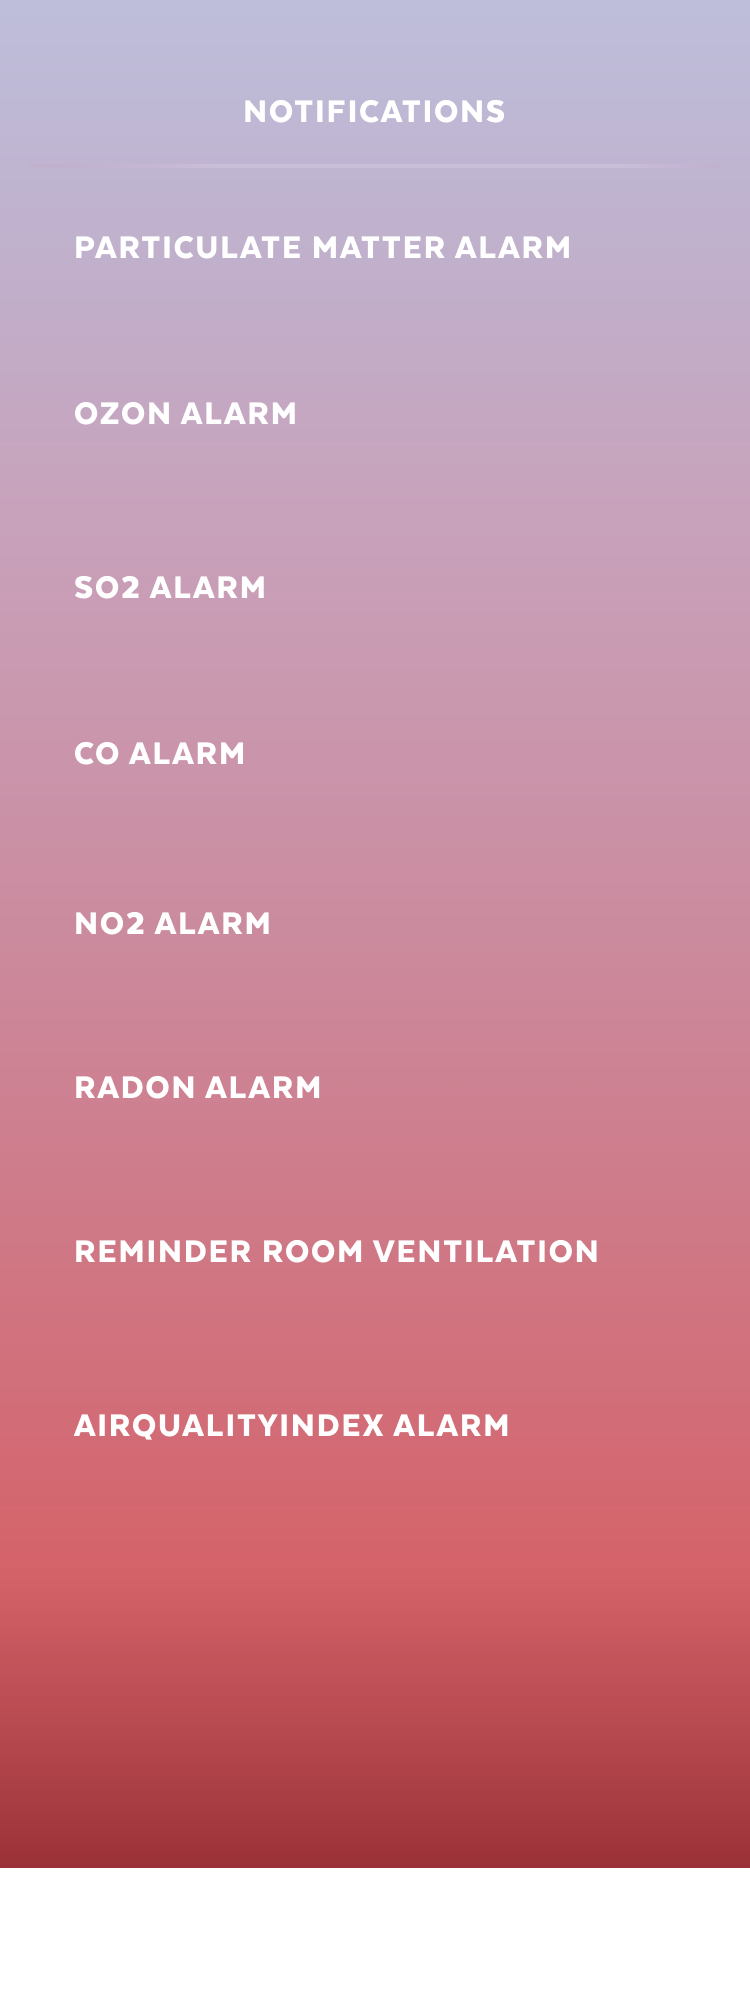 NOTIFICATIONS
PARTICULATE MATTER ALARM
OZON ALARM
SO2 ALARM
CO ALARM
NO2 ALARM
RADON ALARM
REMINDER ROOM VENTILATION
AIRQUALITYINDEX ALARM